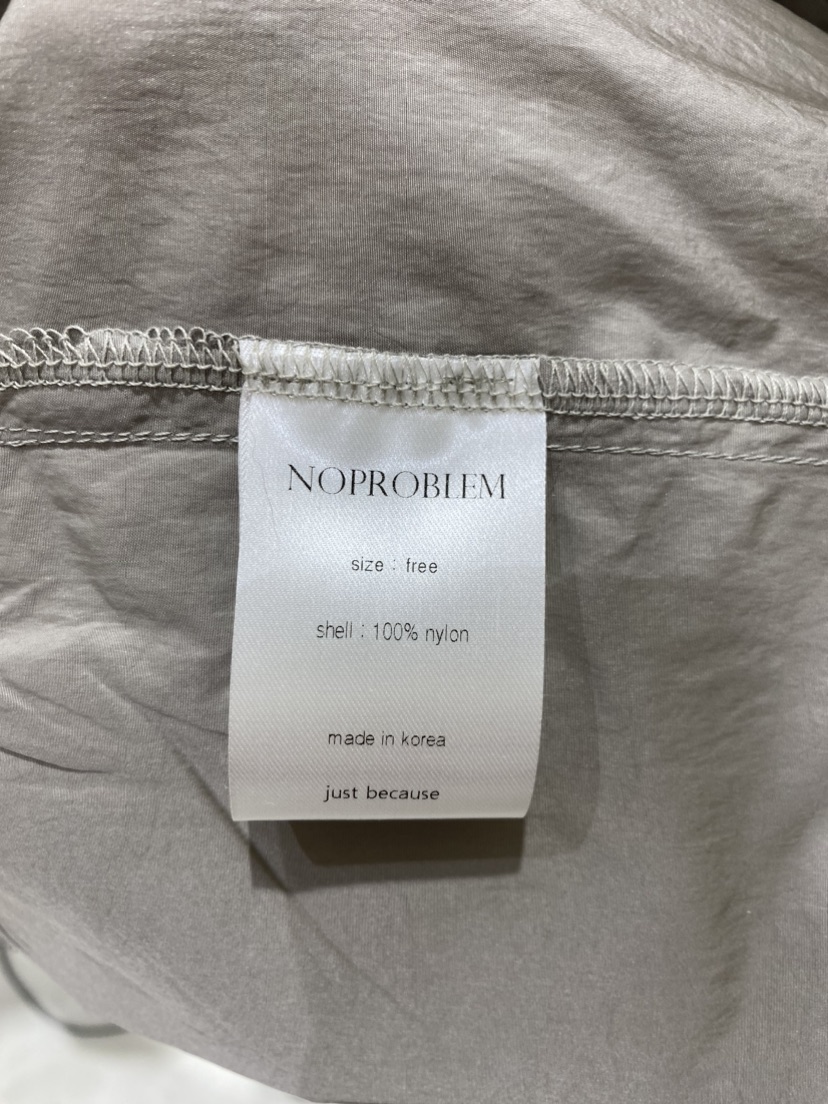 NOPROBLEM
size : free
shell : 100% nylon
made in korea
just because